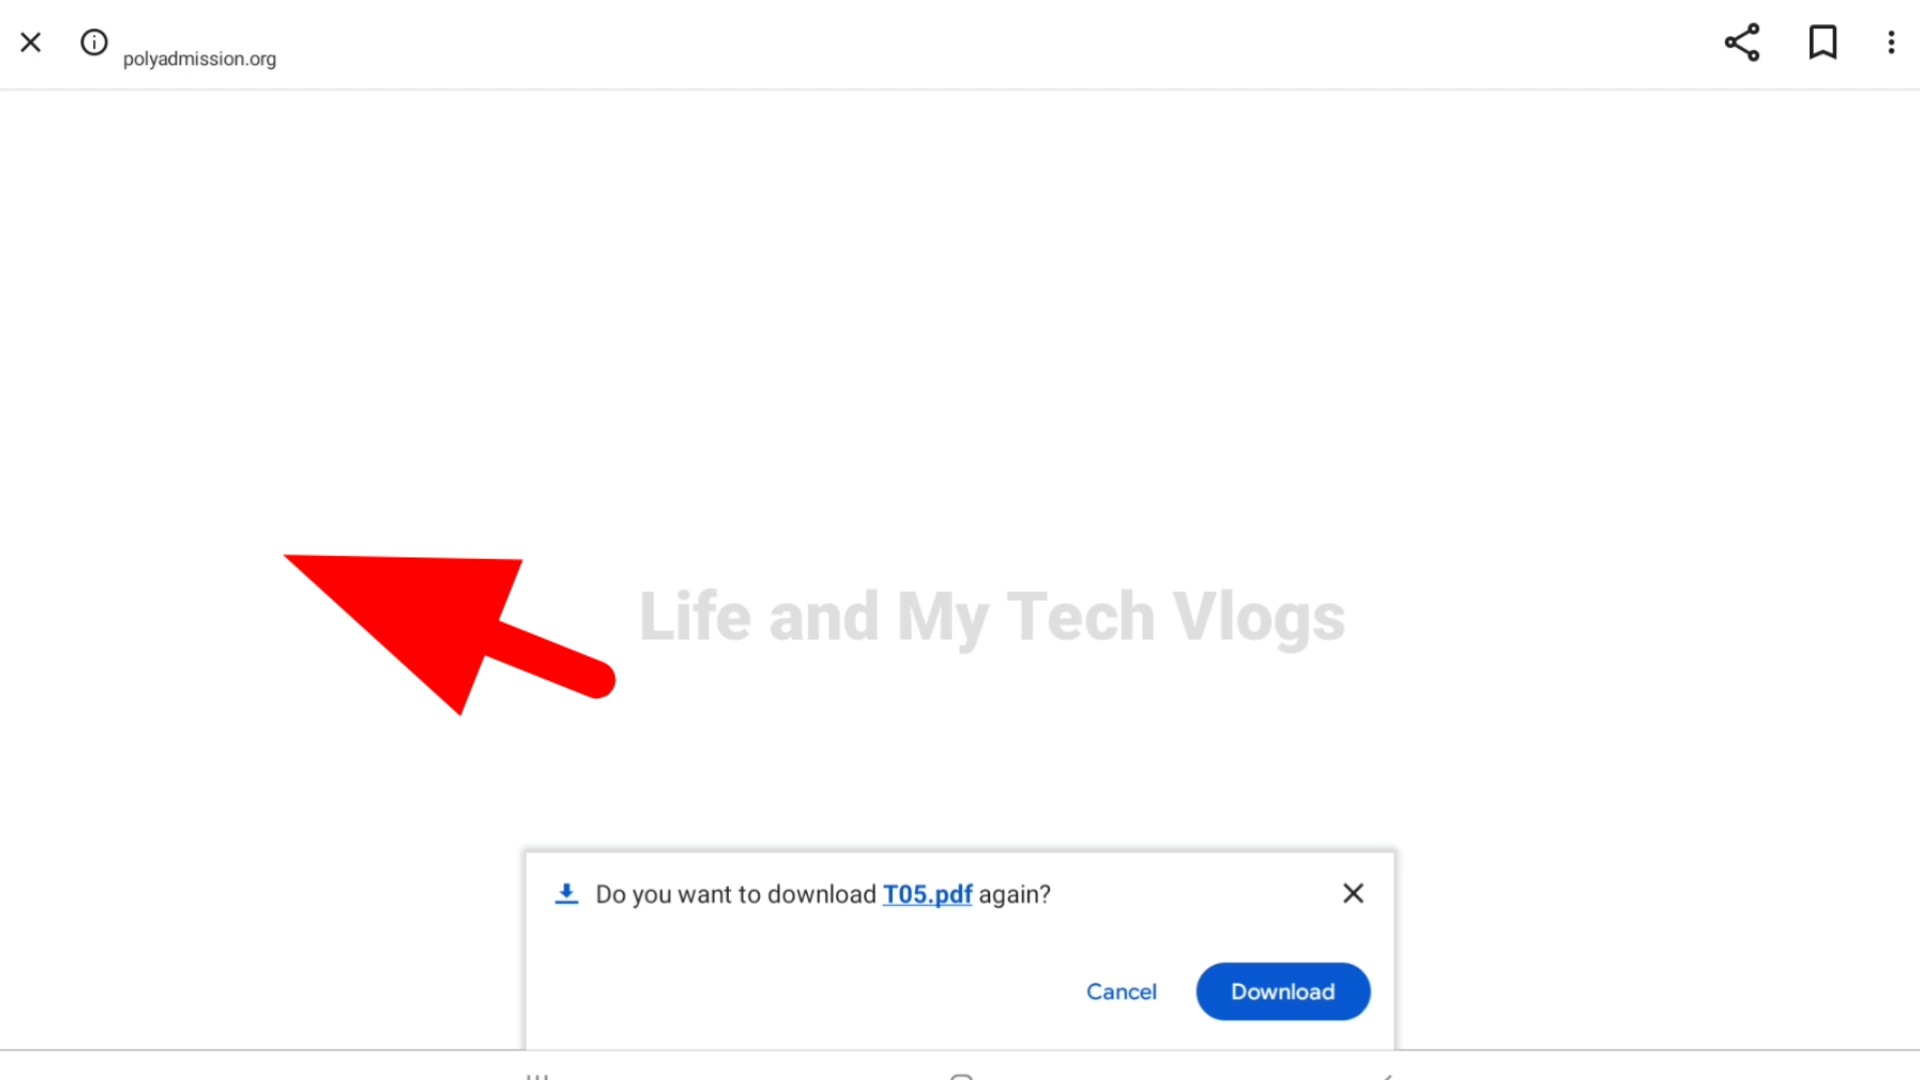 polyadmission.org
Life and My Tech Vlogs
Do you want to download T05.pdf again?
Cancel
Download